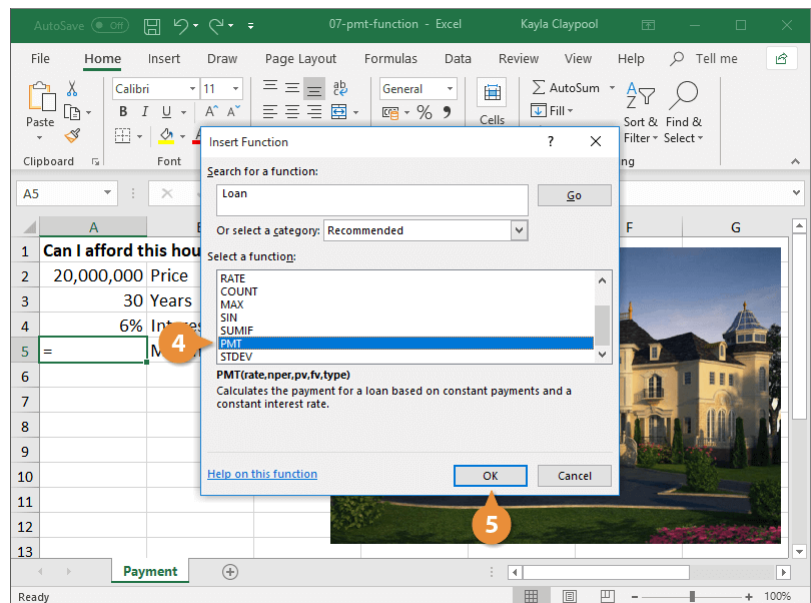 AutoSave Off 07-pmt-function - Excel Kayla Claypool
File Home Insert Draw Page Layout Formulas Data Review View Help Tell me
Calibri 11 ab General AutoSum A
Paste B I U A A % Cells Fill Z Sort & Find &
Filter Select
Clipboard Font ng
Insert Function ? X
A5
Search for a function:
Loan Go
Or select a category: Recommended
A F G
1 Can I afford this hou
Select a function:
2 20,000,000 Price
RATE
COUNT
3 30 Years
MAX
SIN
4 6% Interes
SUMIF
4 PMT
5 = M
STDEV
6 PMT(rate,nper,pv,fv,type)
7 Calculates the payment for a loan based on constant payments and a
constant interest rate.
8
9
10 Help on this function OK Cancel
11
12 5
13
Payment
Ready 100%